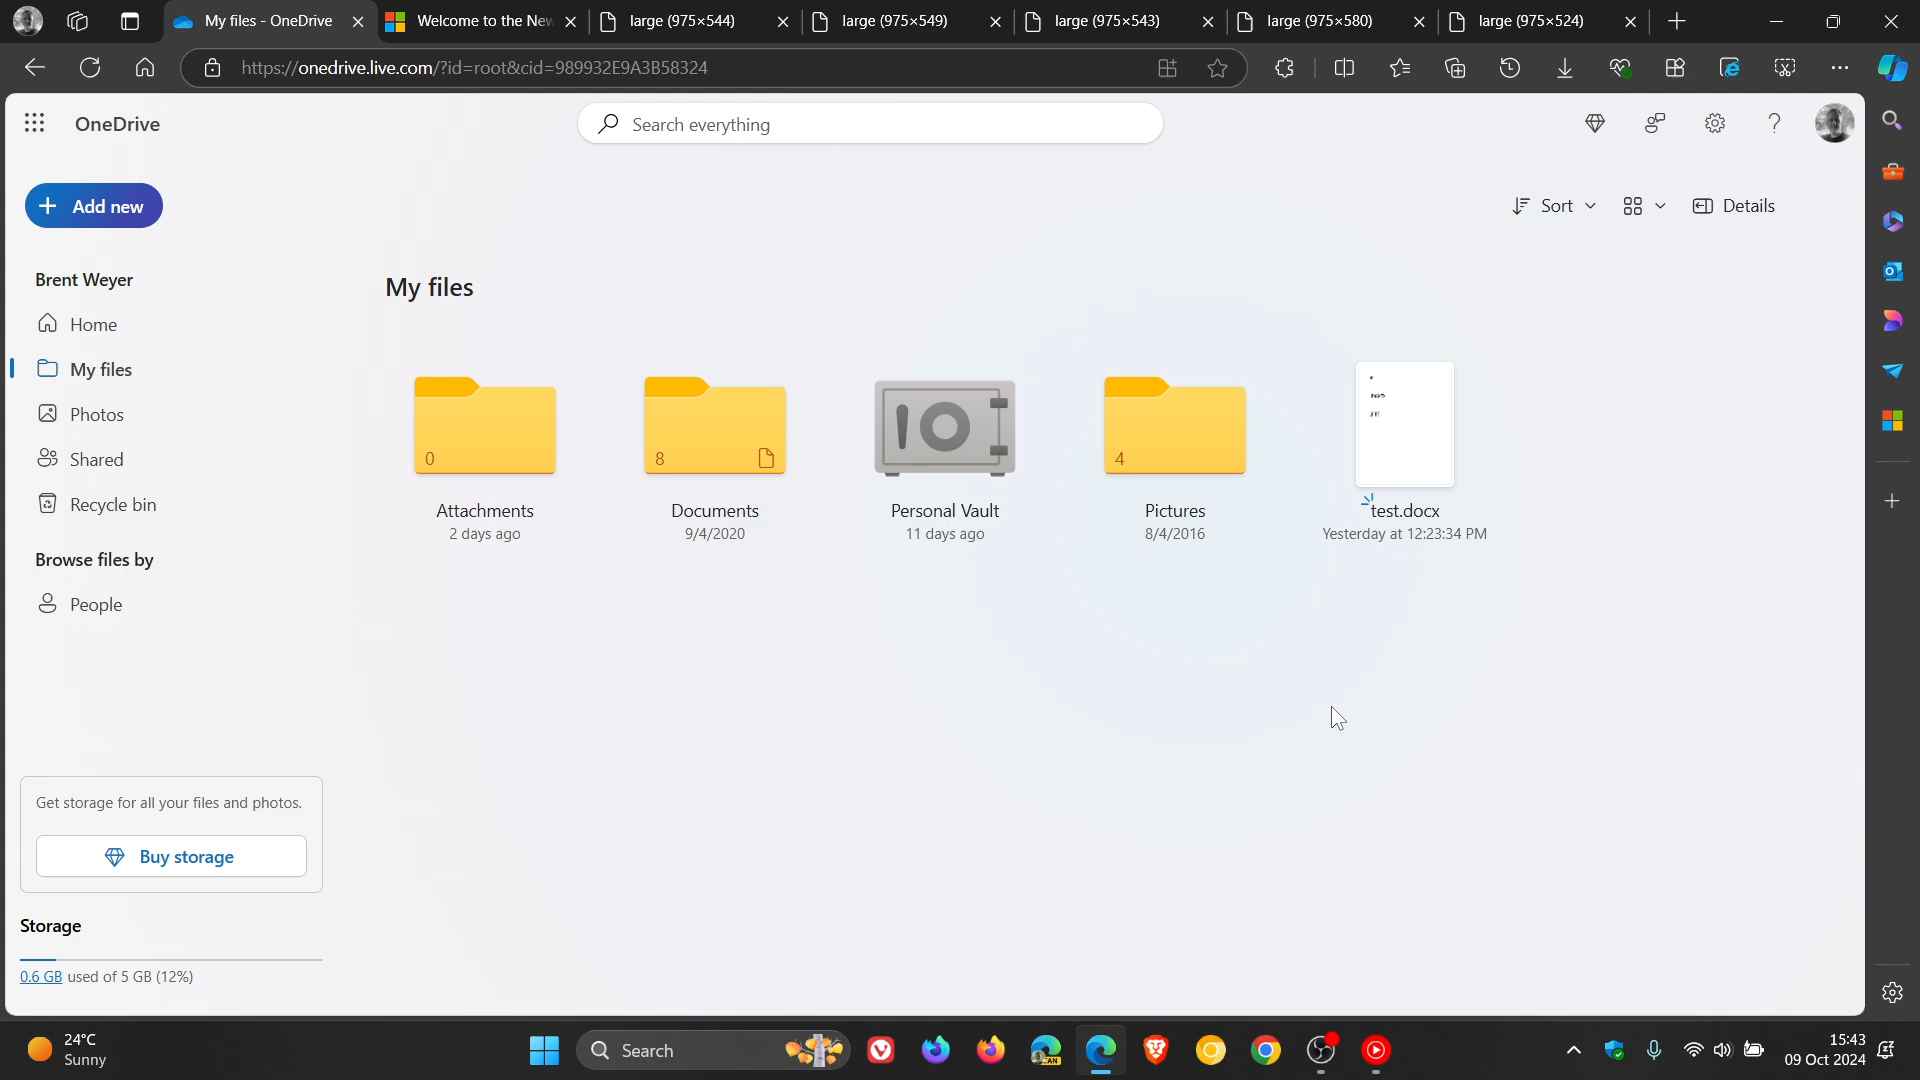 My files - OneDrive
Welcome to the Nev
large (975×544)
large (975×549)
large (975×543)
large (975×580)
large (975×524)
https://onedrive.live.com/?id=root&cid=989932E9A3B58324
OneDrive
Search everything
Add new
Sort
Details
Brent Weyer
My files
Home
My files
Photos
Shared
Recycle bin
0
8
4
Attachments
Documents
Personal Vault
Pictures
test.docx
2 days ago
9/4/2020
11 days ago
8/4/2016
Yesterday at 12:23:34 PM
Browse files by
People
Get storage for all your files and photos.
Buy storage
Storage
0.6 GB used of 5 GB (12%)
24°C
Sunny
Search
CAN
15:43
09 Oct 2024